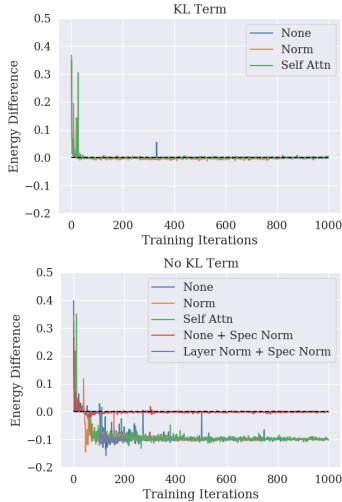 KL Term
0.5
0.4
0.3
0.2
0.1
0.0
−0.1
−0.2
Energy Difference
None
Norm
Self Attn
0 200 400 600 800 1000
Training Iterations
No KL Term
0.5
0.4
0.3
0.2
0.1
0.0
−0.1
−0.2
Energy Difference
None
Norm
Self Attn
None + Spec Norm
Layer Norm + Spec Norm
0 200 400 600 800 1000
Training Iterations